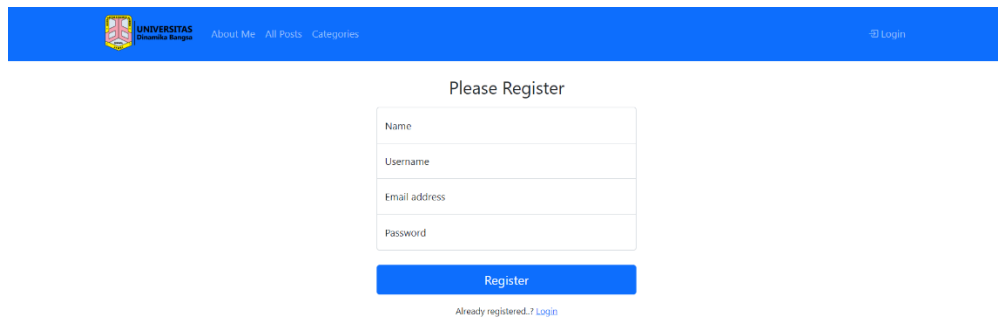 UNIVERSITAS
Dinamika Bangsa
About Me All Posts Categories
Login
Please Register
Name
Username
Email address
Password
Register
Already registered..? Login